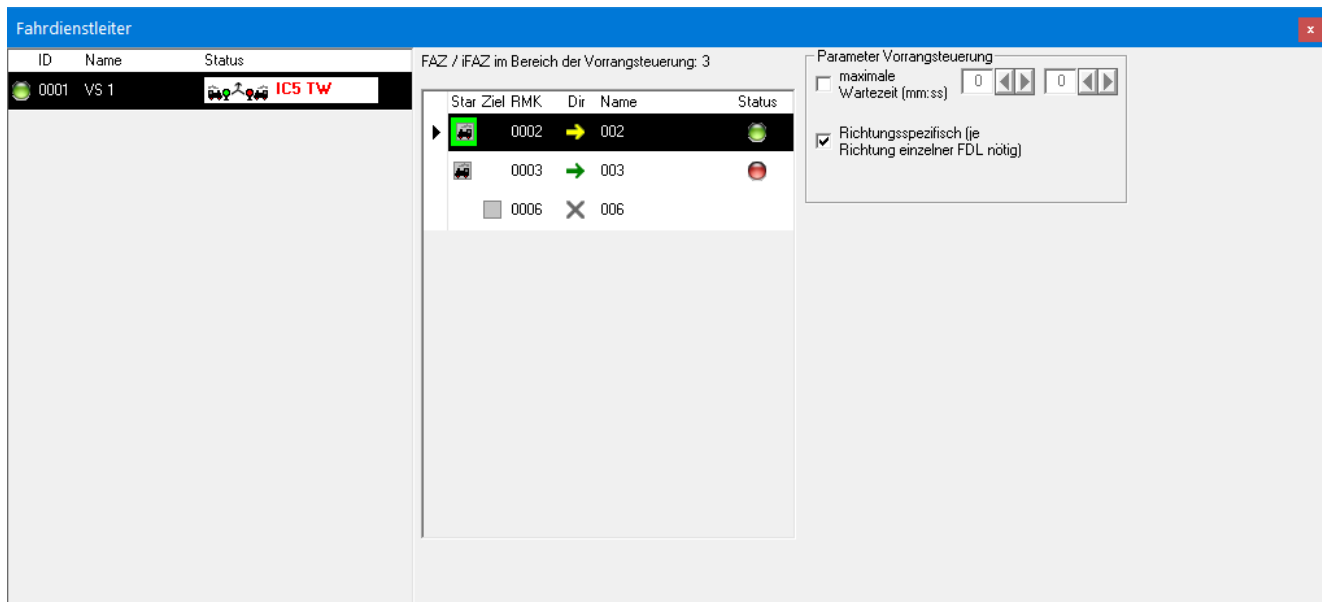 Fahrdienstleiter
x
ID Name Status
0001 VS 1 IC5 TW
FAZ / iFAZ im Bereich der Vorrangsteuerung: 3
Star Ziel RMK Dir Name Status
0002 002
0003 003
0006 006
Parameter Vorrangsteuerung
maximale
Wartezeit (mm:ss) 0 0
Richtungsspezifisch (je
Richtung einzelner FDL nötig)